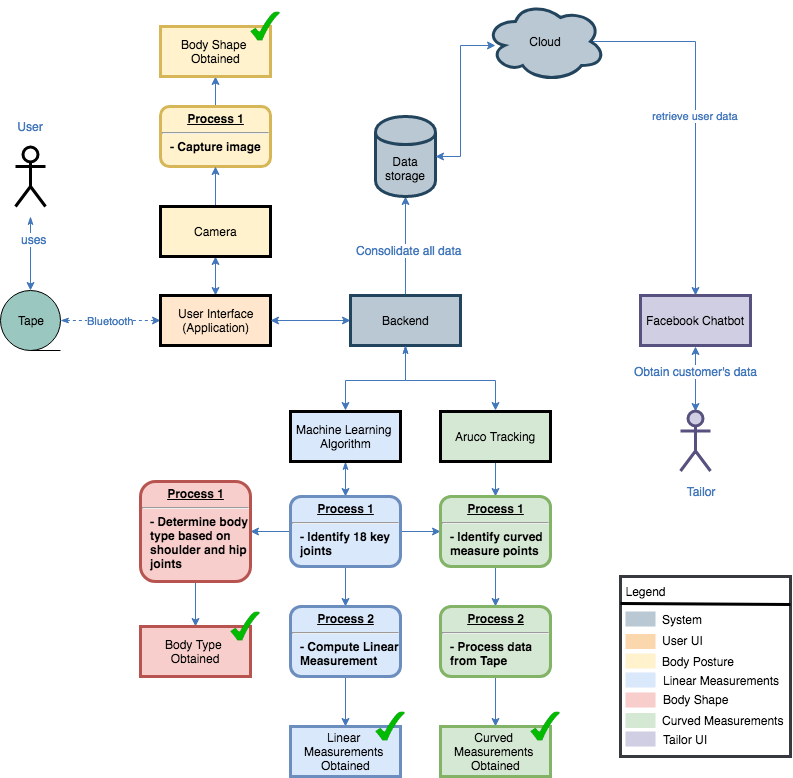 Body Shape
Obtained
Cloud
Process 1
- Capture image
retrieve user data
User
Data
storage
Camera
uses
Consolidate all data
Tape
Bluetooth
User Interface
(Application)
Backend
Facebook Chatbot
Obtain customer's data
Machine Learning
Algorithm
Aruco Tracking
Tailor
Process 1
- Determine body
type based on
shoulder and hip
joints
Process 1
- Identify 18 key
joints
Process 1
- Identify curved
measure points
Body Type
Obtained
Process 2
- Compute Linear
Measurement
Process 2
- Process data
from Tape
Linear
Measurements
Obtained
Curved
Measurements
Obtained
Legend
System
User UI
Body Posture
Linear Measurements
Body Shape
Curved Measurements
Tailor UI